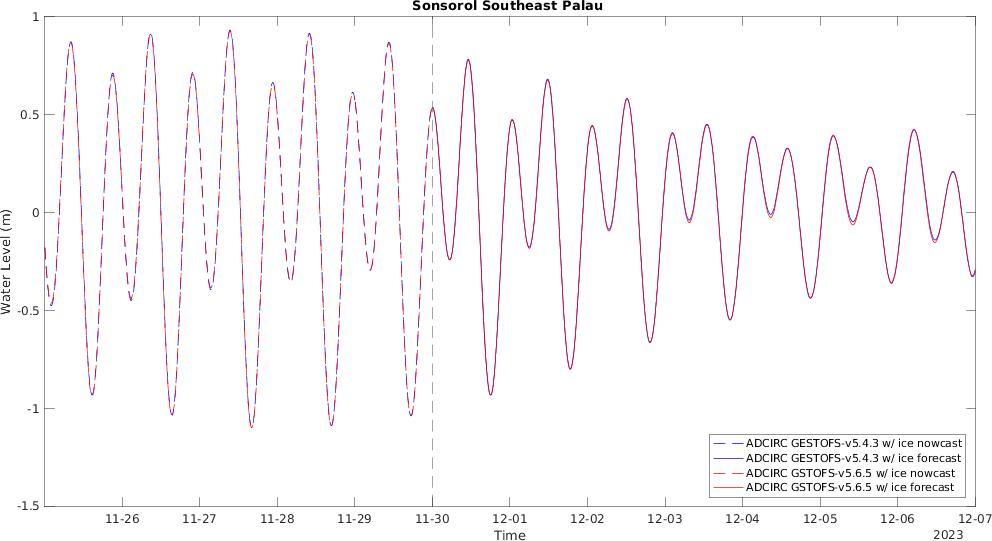 Sonsorol Southeast Palau
Water Level (m)
1
0.5
0
-0.5
-1
-1.5
11-26
11-27
11-28
11-29
11-30
12-01
12-02
12-03
12-04
12-05
12-06
12-07
Time
2023
ADCIRC GESTOFS-v5.4.3 w/ ice nowcast
ADCIRC GESTOFS-v5.4.3 w/ ice forecast
ADCIRC GSTOFS-v5.6.5 w/ ice nowcast
ADCIRC GSTOFS-v5.6.5 w/ ice forecast